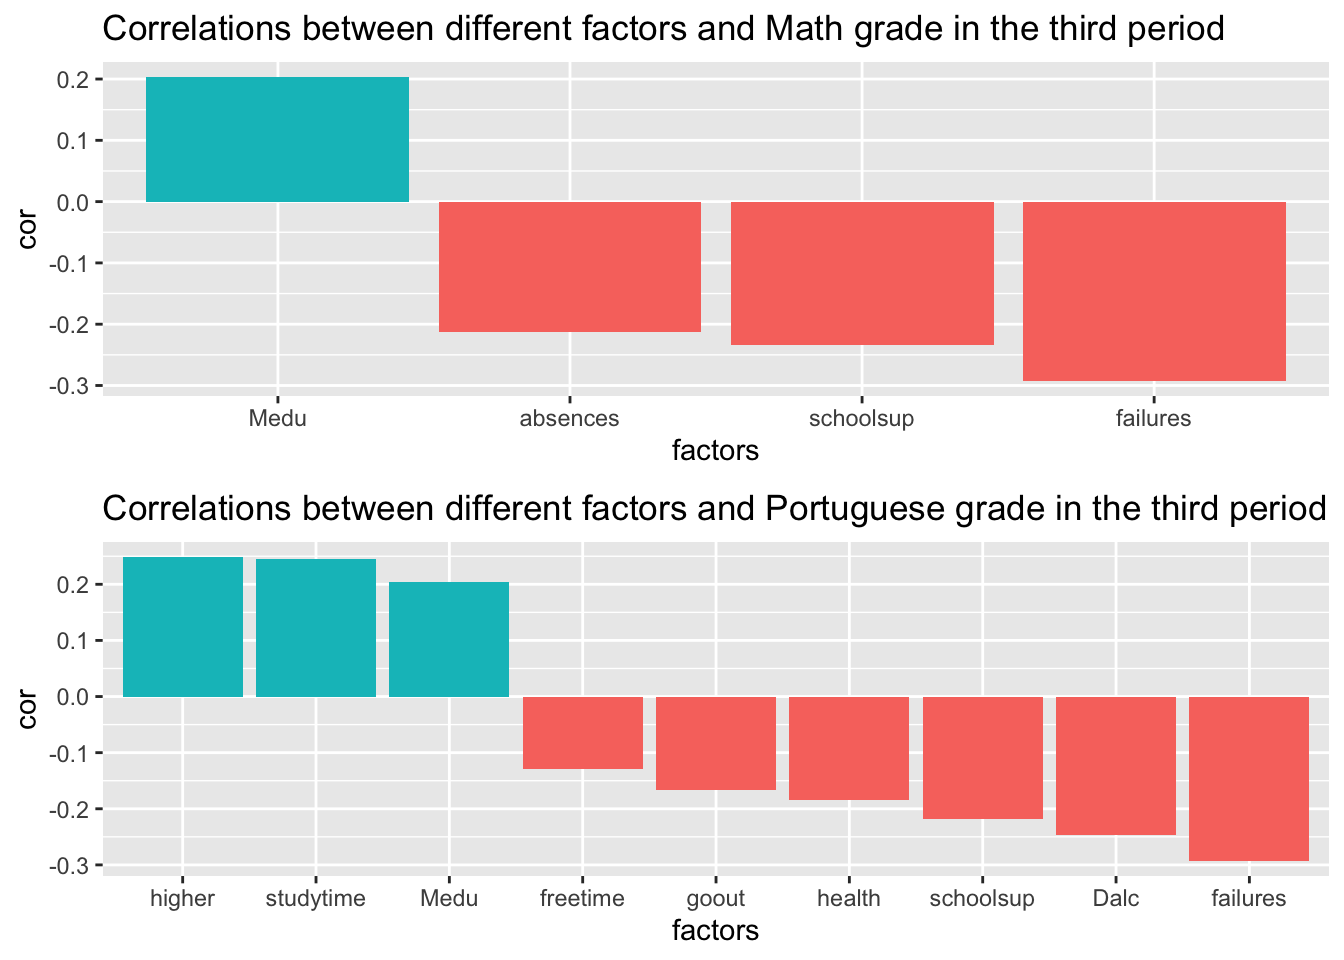 Correlations between different factors and Math grade in the third period
0.2
0.1
0.0
-0.1
-0.2
-0.3
cor
Medu absences schoolsup failures
factors
Correlations between different factors and Portuguese grade in the third period
0.2
0.1
0.0
-0.1
-0.2
-0.3
cor
higher studytime Medu freetime goout health schoolsup Dalc failures
factors